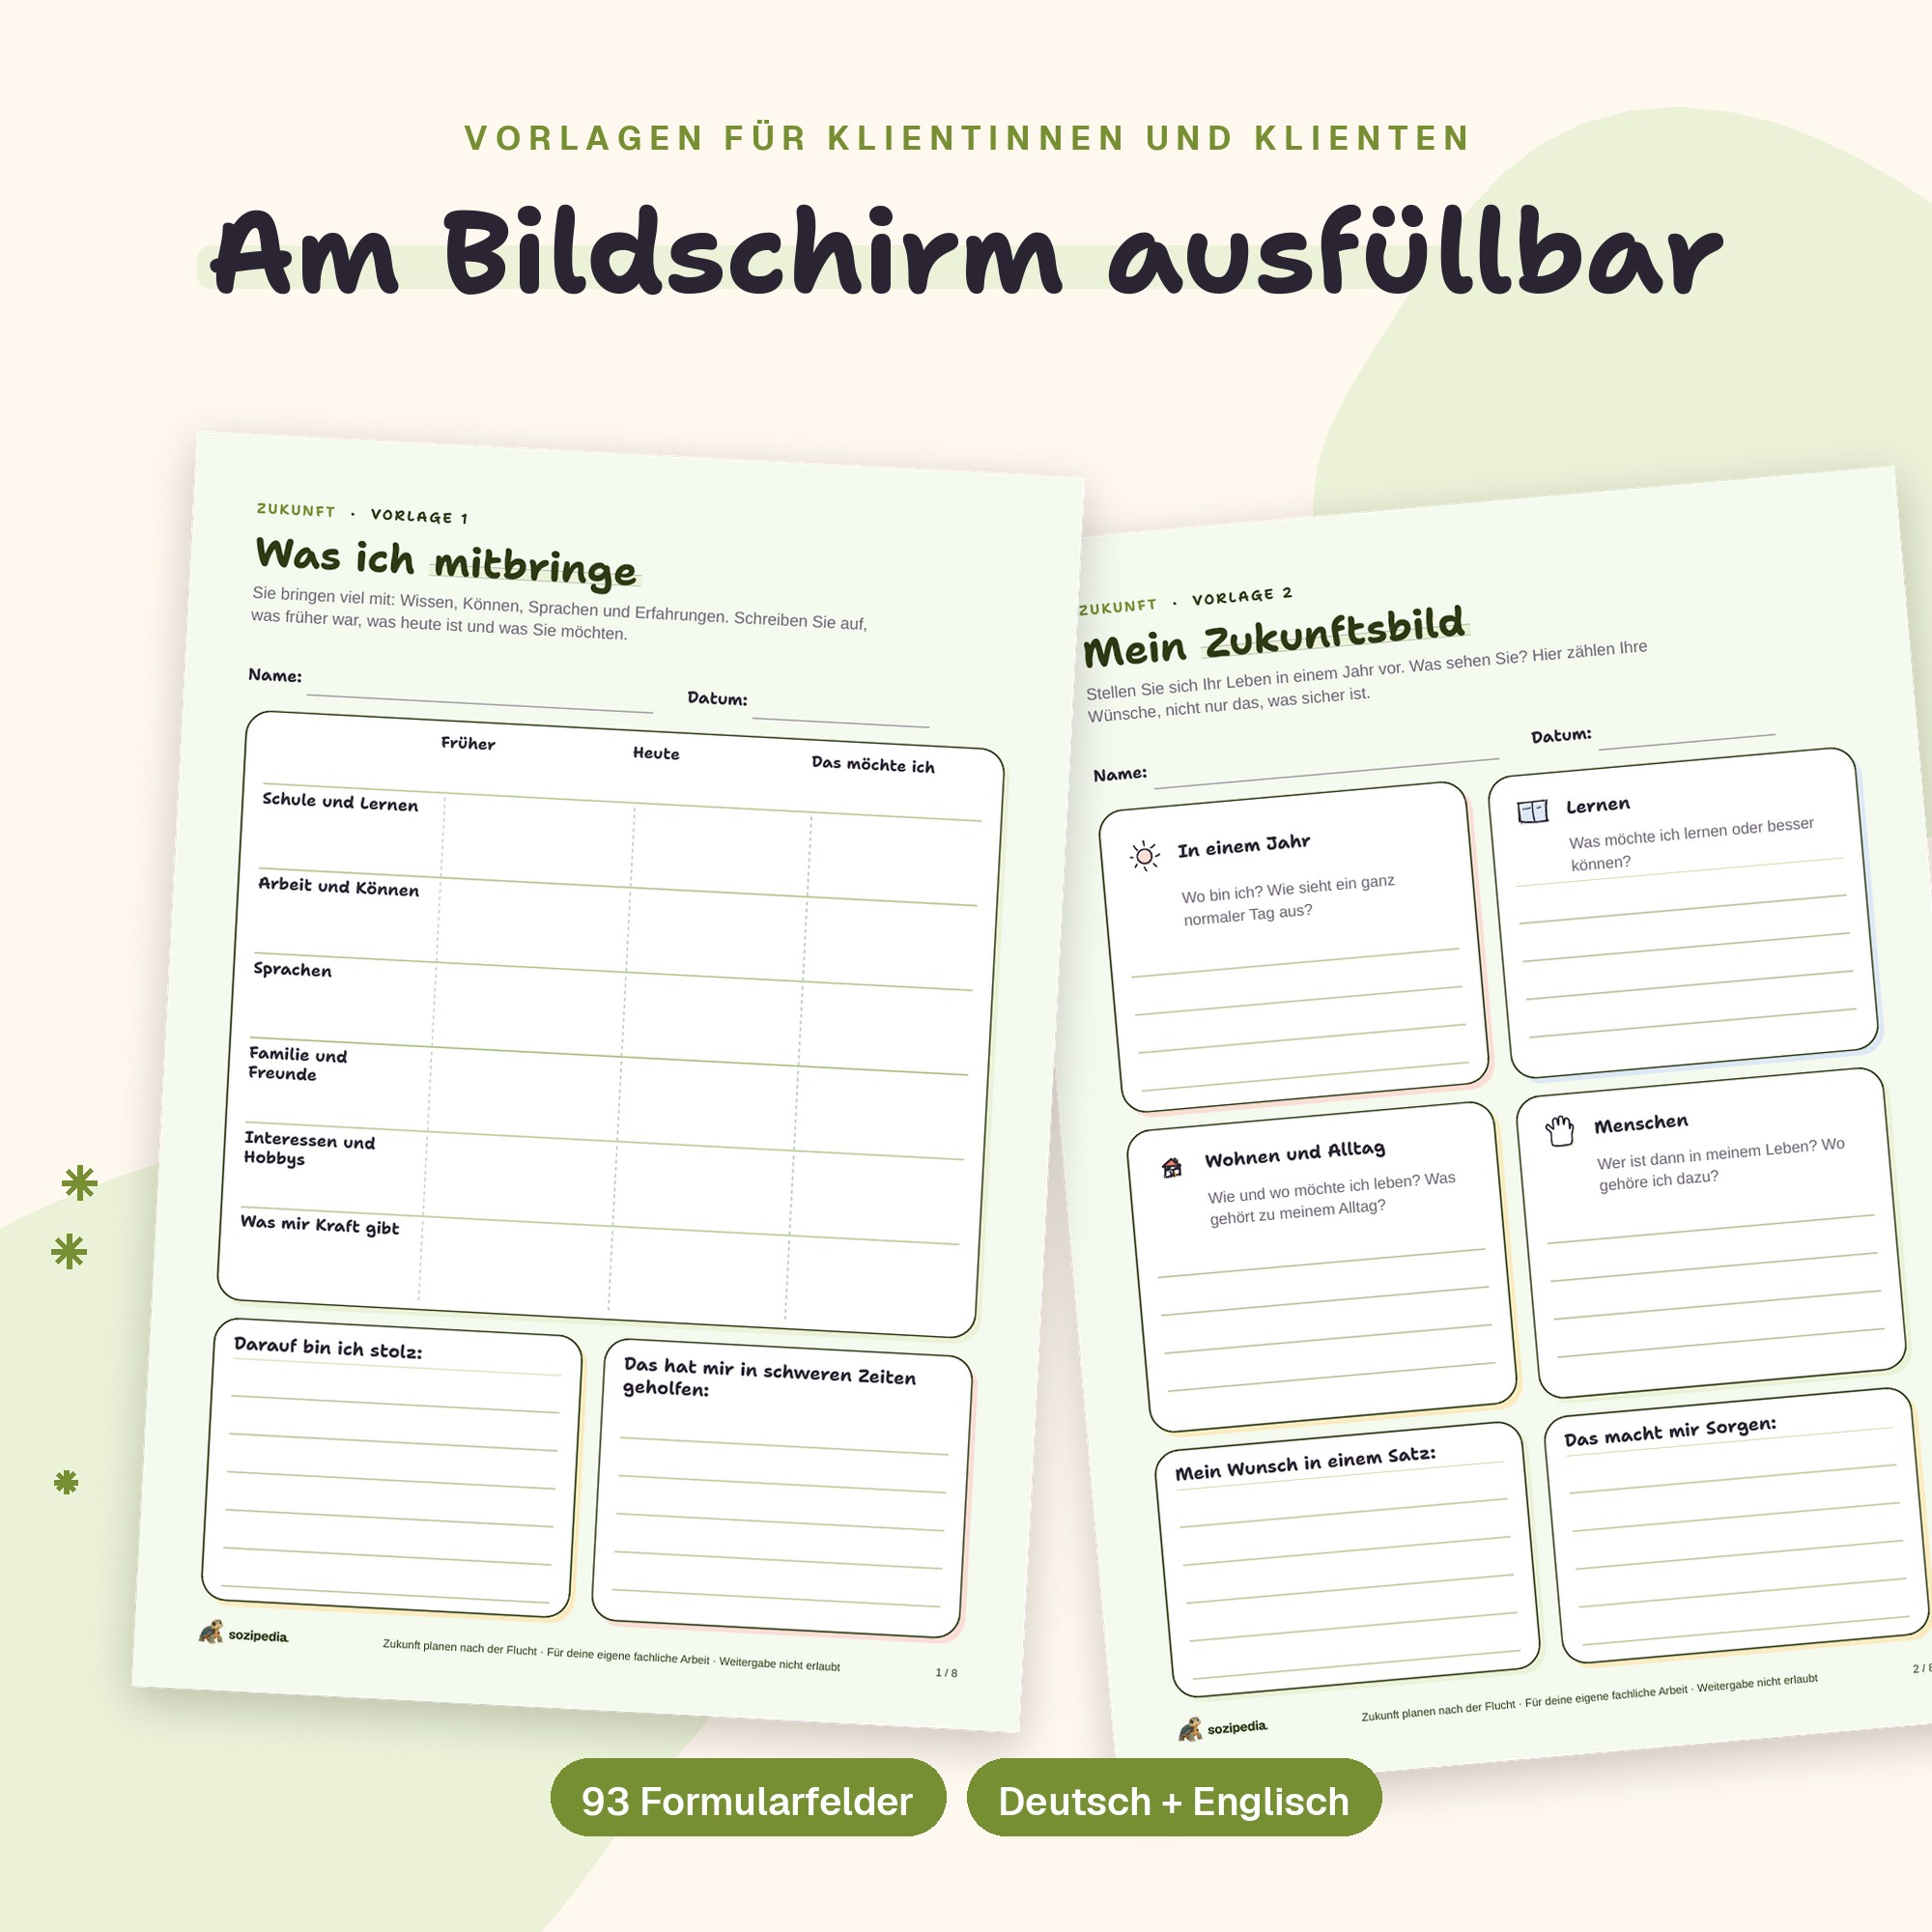 VORLAGEN FÜR KLIENTINNEN UND KLIENTEN
Am Bildschirm ausfüllbar
ZUKUNFT · VORLAGE 1
Was ich mitbringe
Sie bringen viel mit: Wissen, Können, Sprachen und Erfahrungen. Schreiben Sie auf,
was früher war, was heute ist und was Sie möchten.
Name:
Datum:
Früher
Heute
Das möchte ich
Schule und Lernen
Arbeit und Können
Sprachen
Familie und
Freunde
Interessen und
Hobbys
Was mir Kraft gibt
Darauf bin ich stolz:
Das hat mir in schweren Zeiten
geholfen:
sozipedia.
Zukunft planen nach der Flucht · Für deine eigene fachliche Arbeit · Weitergabe nicht erlaubt
1 / 8
ZUKUNFT · VORLAGE 2
Mein Zukunftsbild
Stellen Sie sich Ihr Leben in einem Jahr vor. Was sehen Sie? Hier zählen Ihre
Wünsche, nicht nur das, was sicher ist.
Name:
Datum:
In einem Jahr
Wo bin ich? Wie sieht ein ganz
normaler Tag aus?
Lernen
Was möchte ich lernen oder besser
können?
Wohnen und Alltag
Wie und wo möchte ich leben? Was
gehört zu meinem Alltag?
Menschen
Wer ist dann in meinem Leben? Wo
gehöre ich dazu?
Mein Wunsch in einem Satz:
Das macht mir Sorgen:
sozipedia.
Zukunft planen nach der Flucht · Für deine eigene fachliche Arbeit · Weitergabe nicht erlaubt
2 / 8
93 Formularfelder
Deutsch + Englisch